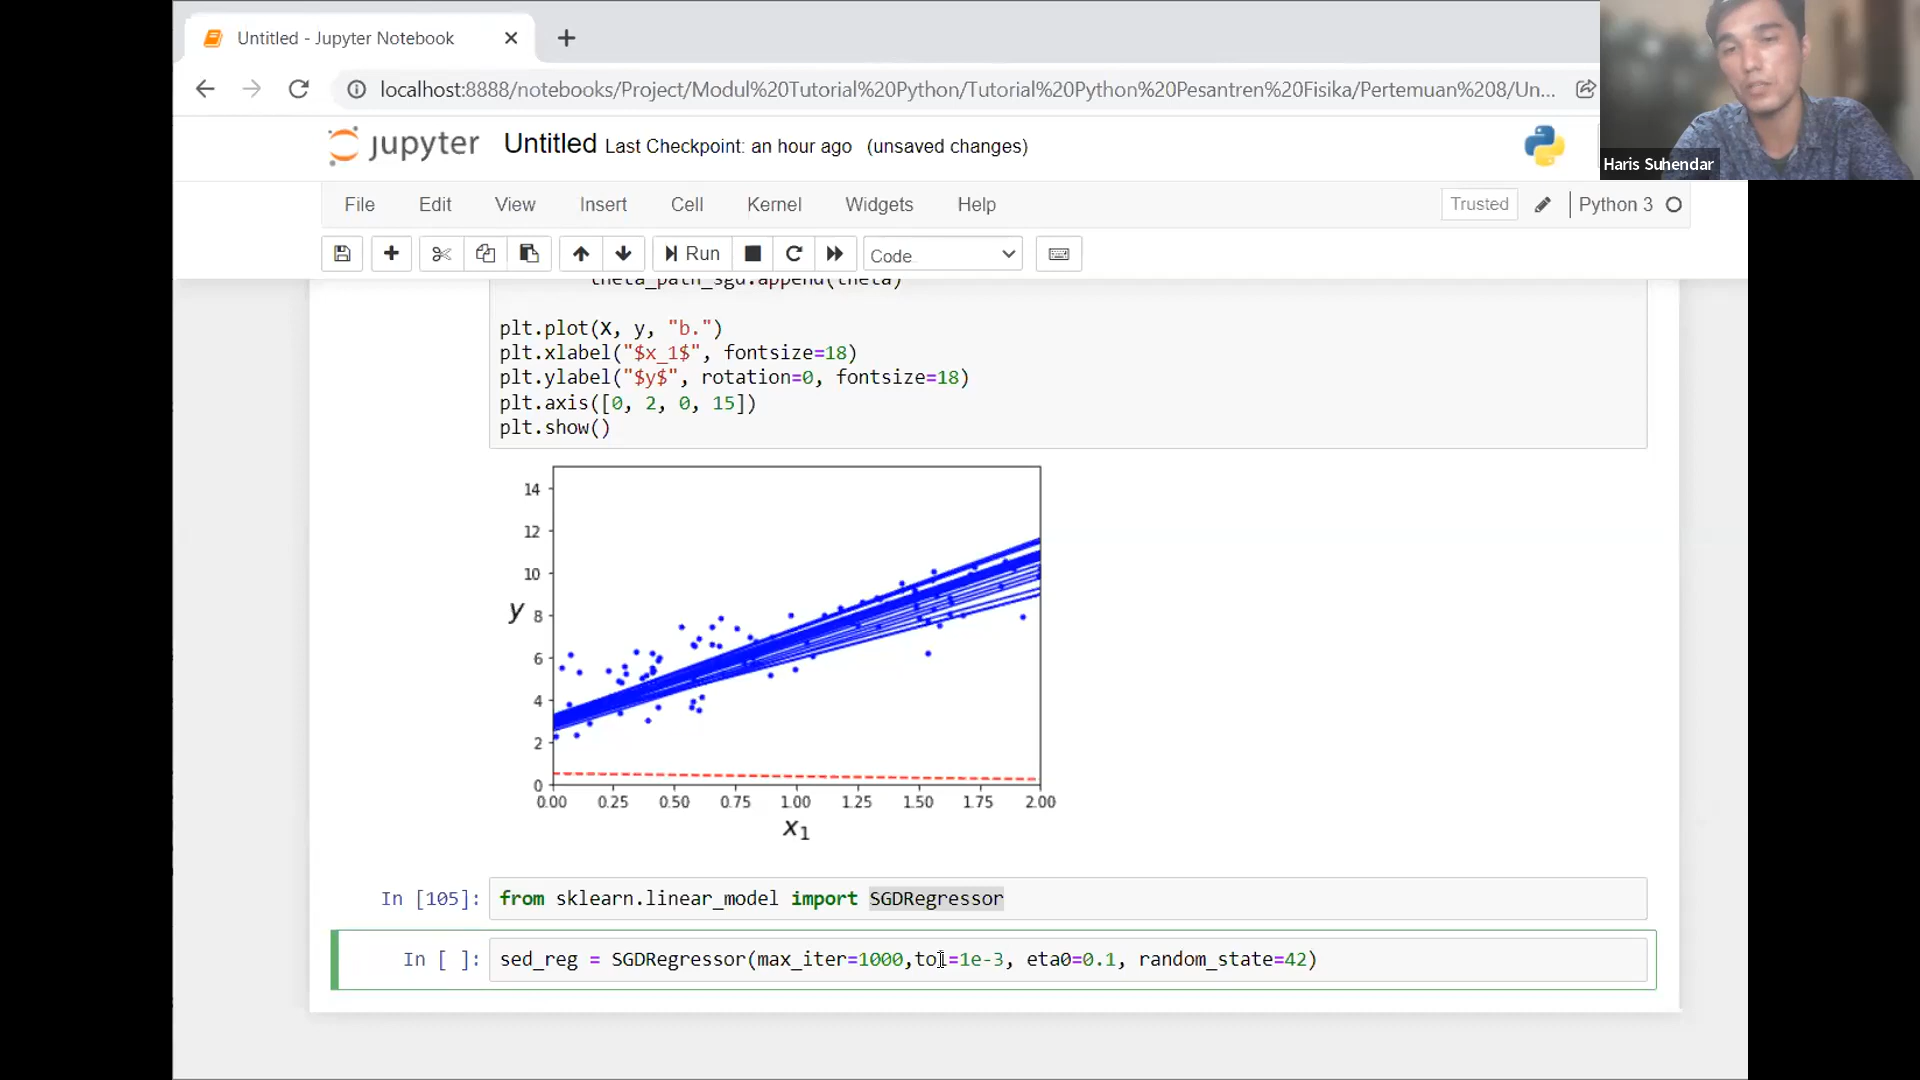 Untitled - Jupyter Notebook
localhost:8888/notebooks/Project/Modul%20Tutorial%20Python/Tutorial%20Python%20Pesantren%20Fisika/Pertemuan%208/Un...
Haris Suhendar
jupyter Untitled Last Checkpoint: an hour ago (unsaved changes)
File Edit View Insert Cell Kernel Widgets Help Trusted Python 3
Run Code
theta_path_sgd.append(theta)
plt.plot(X, y, "b.")
plt.xlabel("$x_1$", fontsize=18)
plt.ylabel("$y$", rotation=0, fontsize=18)
plt.axis([0, 2, 0, 15])
plt.show()
14
12
10
y 8
6
4
2
0
0.00 0.25 0.50 0.75 1.00 1.25 1.50 1.75 2.00
x1
In [105]: from sklearn.linear_model import SGDRegressor
In [ ]: sed_reg = SGDRegressor(max_iter=1000,tol=1e-3, eta0=0.1, random_state=42)